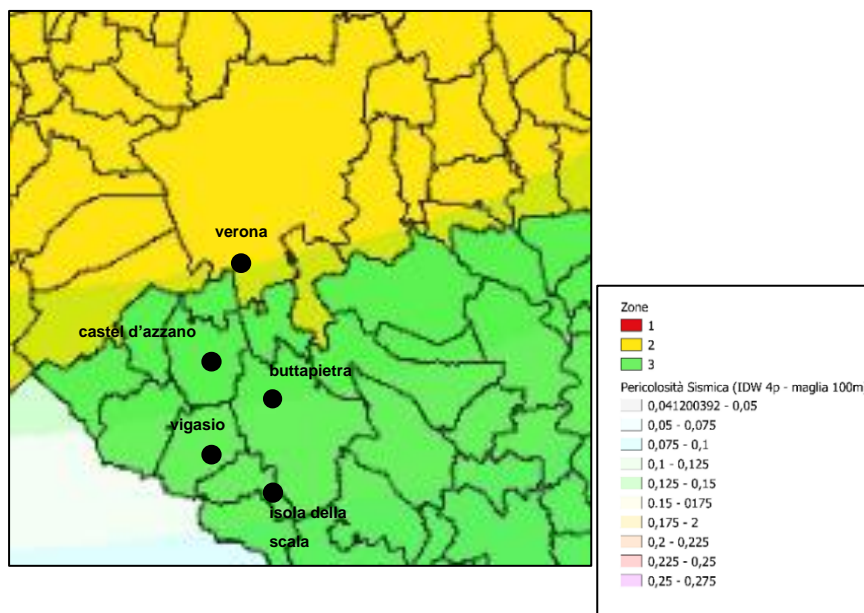 verona
castel d'azzano
buttapietra
vigasio
isola della
scala
Zone
1
2
3
Pericolosità Sismica (IDW 4p - maglia 100m
0,041200392 - 0,05
0,05 - 0,075
0,075 - 0,1
0,1 - 0,125
0,125 - 0,15
0.15 - 0175
0,175 - 2
0,2 - 0,225
0,225 - 0,25
0,25 - 0,275